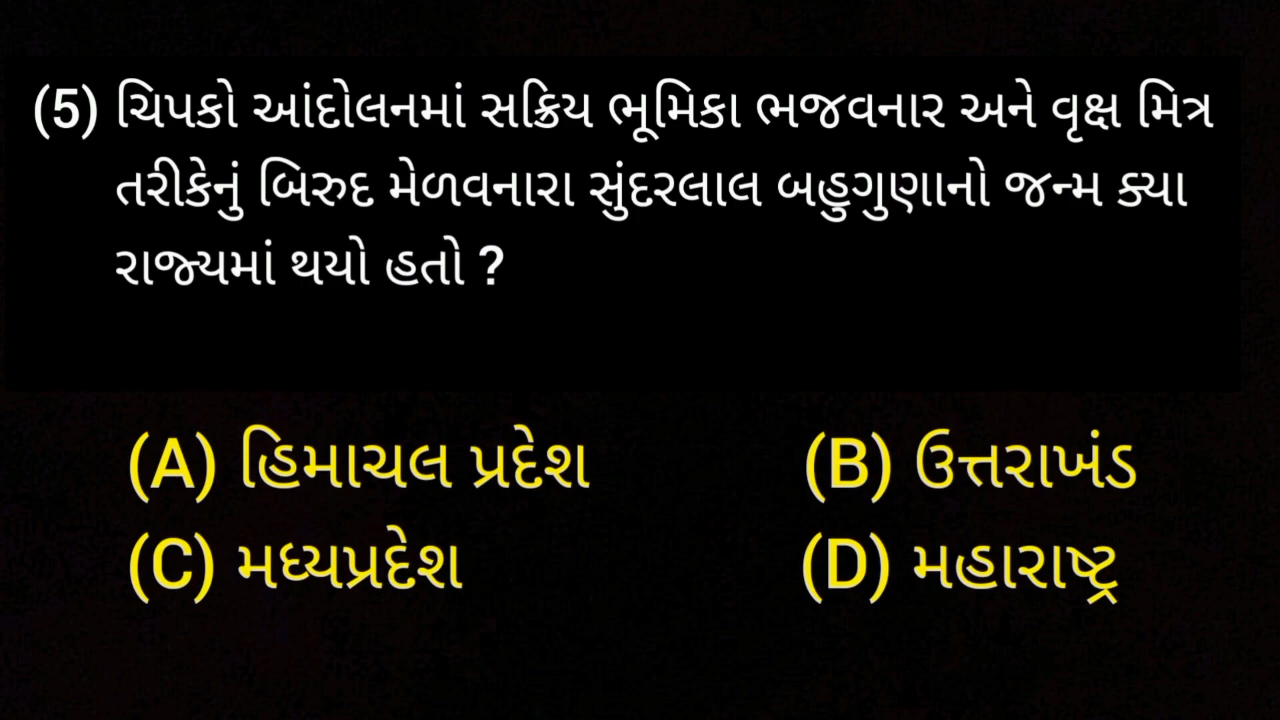 (5) ચિપકો આંદોલનમાં સક્રિય ભૂમિકા ભજવનાર અને વૃક્ષ મિત્ર
તરીકેનું બિરુદ મેળવનારા સુંદરલાલ બહુગુણાનો જન્મ ક્યા
રાજ્યમાં થયો હતો ?
(A) હિમાચલ પ્રદેશ (B) ઉત્તરાખંડ
(C) મધ્યપ્રદેશ (D) મહારાષ્ટ્ર